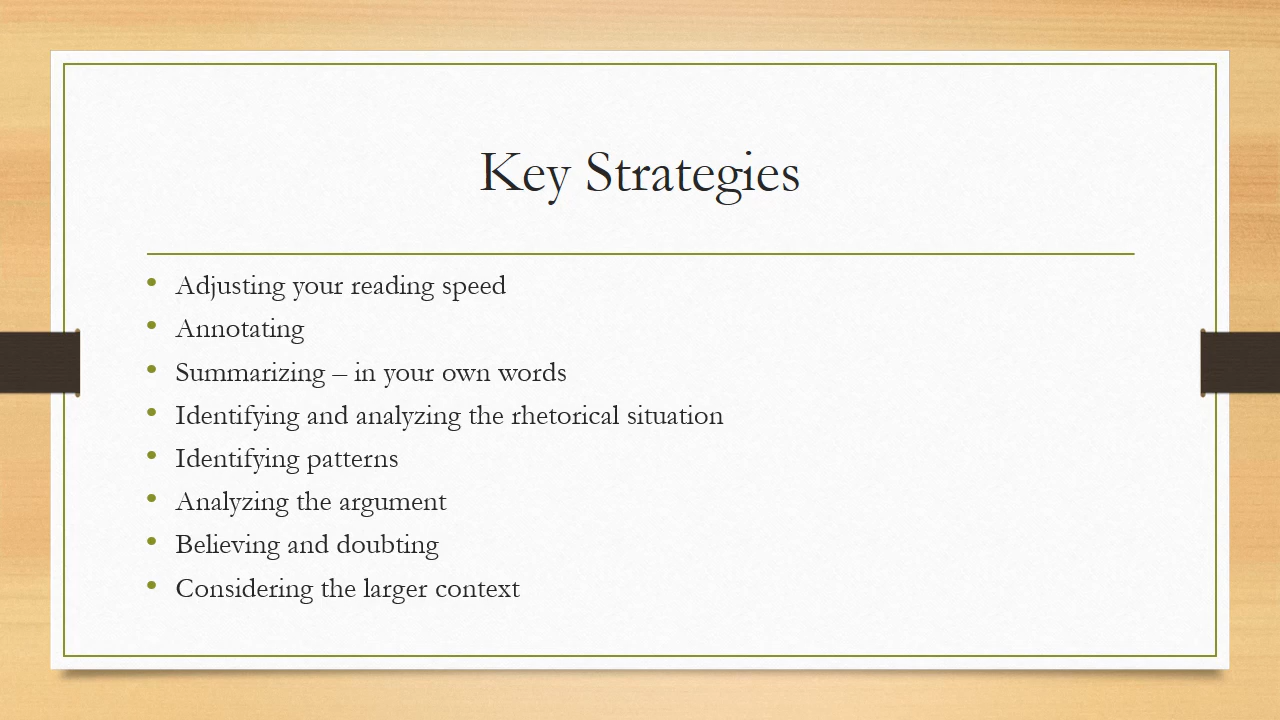 Key Strategies
• Adjusting your reading speed
• Annotating
• Summarizing – in your own words
• Identifying and analyzing the rhetorical situation
• Identifying patterns
• Analyzing the argument
• Believing and doubting
• Considering the larger context